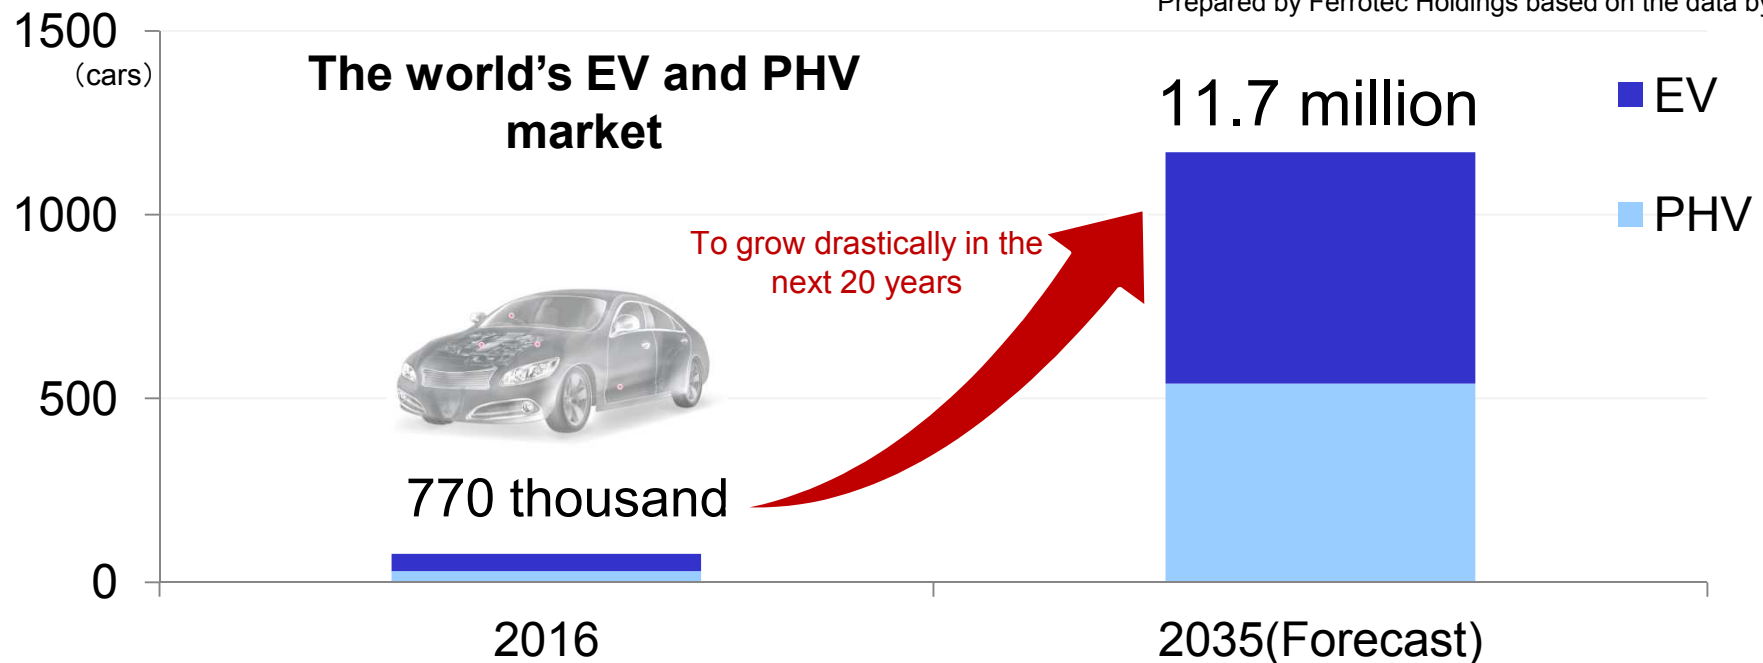 Prepared by Ferrotec Holdings based on the data by
1500
（cars）
The world’s EV and PHV
market
11.7 million
EV
1000
PHV
To grow drastically in the
next 20 years
500
770 thousand
0
2016
2035(Forecast)